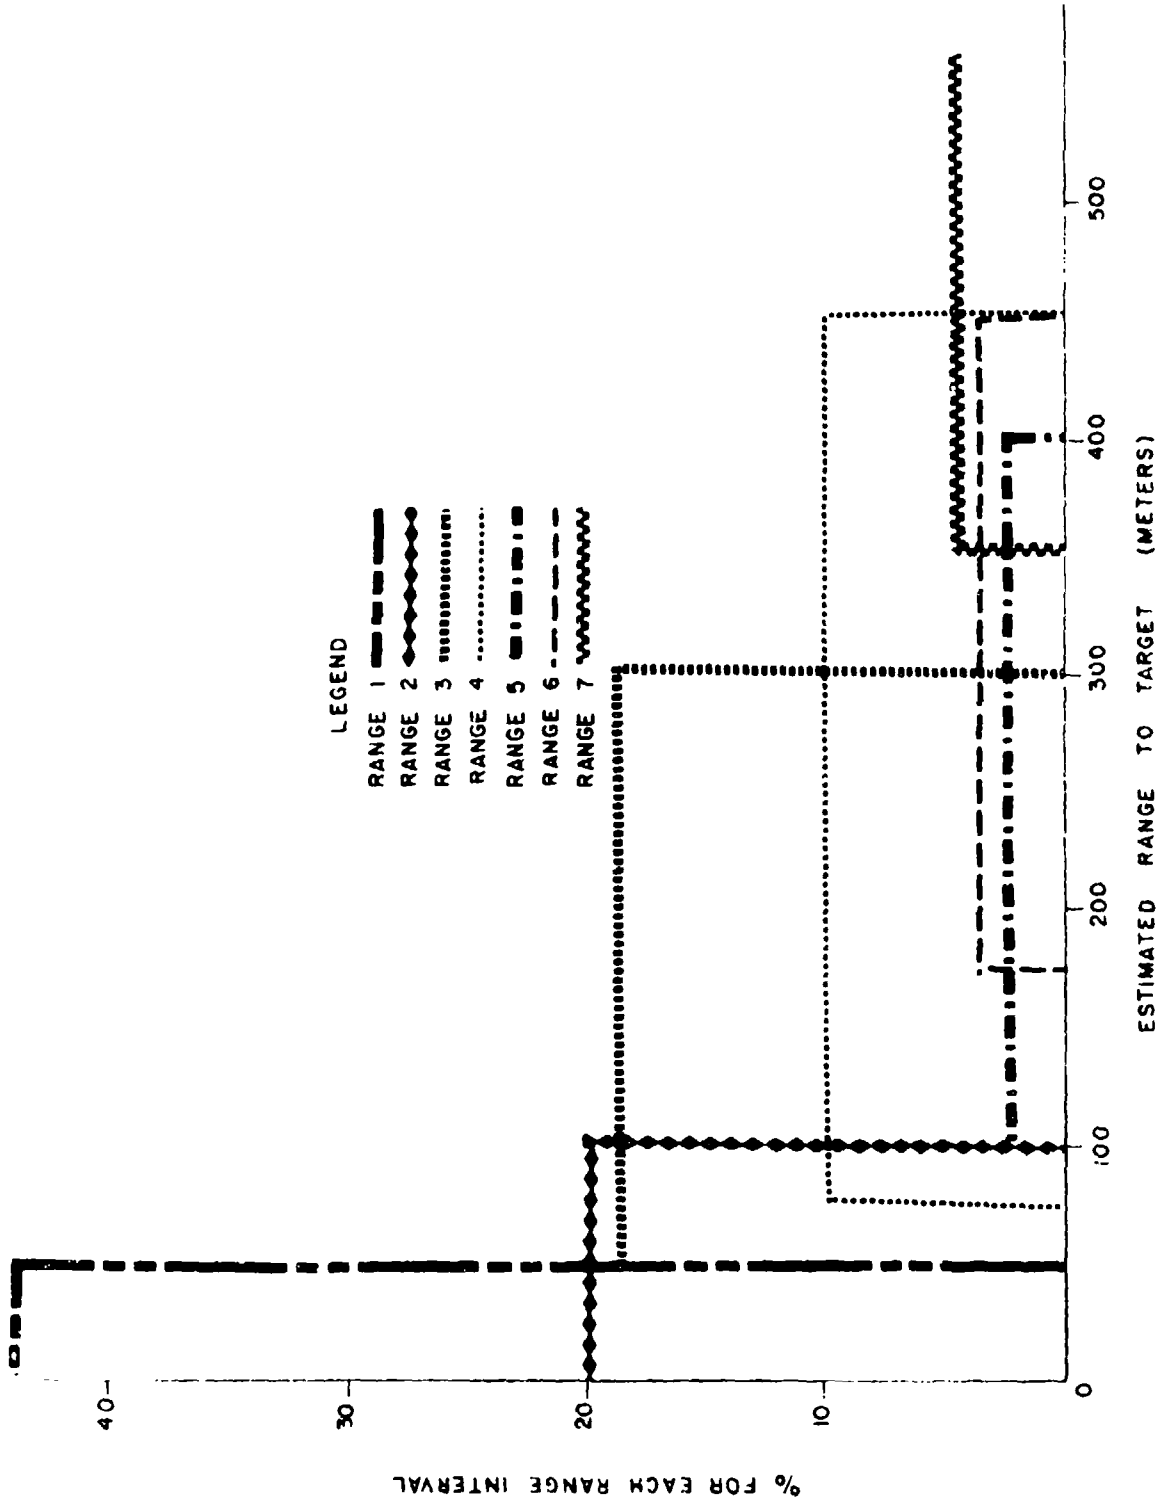 % FOR EACH RANGE INTERVAL
40
30
20
10
0
LEGEND
RANGE 1
RANGE 2
RANGE 3
RANGE 4
RANGE 5
RANGE 6
RANGE 7
100
200
300
400
500
ESTIMATED RANGE TO TARGET (METERS)